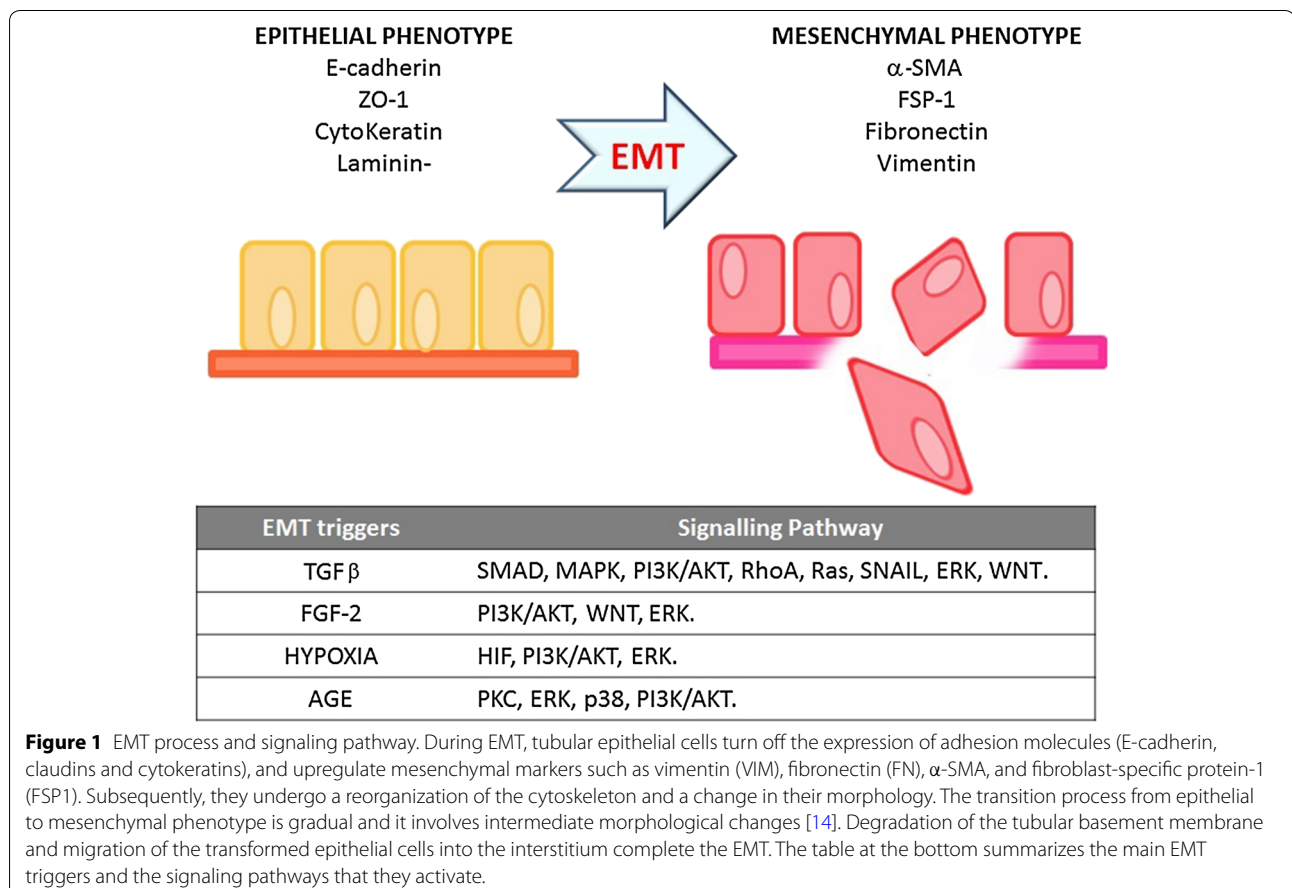 EPITHELIAL PHENOTYPE
E-cadherin
ZO-1
CytoKeratin
Laminin-
EMT
MESENCHYMAL PHENOTYPE
α-SMA
FSP-1
Fibronectin
Vimentin
EMT triggers Signalling Pathway
TGFβ SMAD, MAPK, PI3K/AKT, RhoA, Ras, SNAIL, ERK, WNT.
FGF-2 PI3K/AKT, WNT, ERK.
HYPOXIA HIF, PI3K/AKT, ERK.
AGE PKC, ERK, p38, PI3K/AKT.
Figure 1 EMT process and signaling pathway. During EMT, tubular epithelial cells turn off the expression of adhesion molecules (E-cadherin,
claudins and cytokeratins), and upregulate mesenchymal markers such as vimentin (VIM), fibronectin (FN), α-SMA, and fibroblast-specific protein-1
(FSP1). Subsequently, they undergo a reorganization of the cytoskeleton and a change in their morphology. The transition process from epithelial
to mesenchymal phenotype is gradual and it involves intermediate morphological changes [14]. Degradation of the tubular basement membrane
and migration of the transformed epithelial cells into the interstitium complete the EMT. The table at the bottom summarizes the main EMT
triggers and the signaling pathways that they activate.